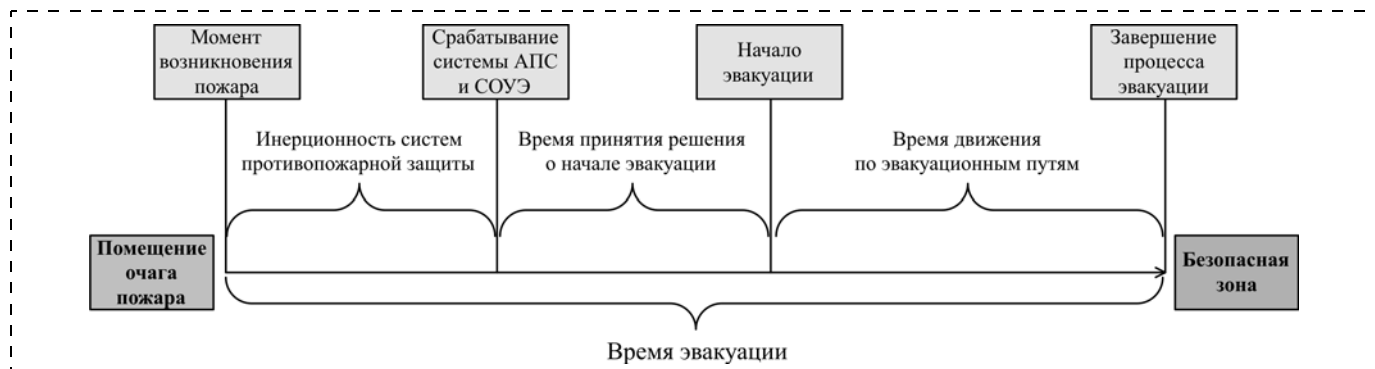 Момент
возникновения
пожара
Срабатывание
системы АПС
и СОУЭ
Начало
эвакуации
Завершение
процесса
эвакуации
Инерционность систем
противопожарной защиты
Время принятия решения
о начале эвакуации
Время движения
по эвакуационным путям
Помещение
очага
пожара
Безопасная
зона
Время эвакуации